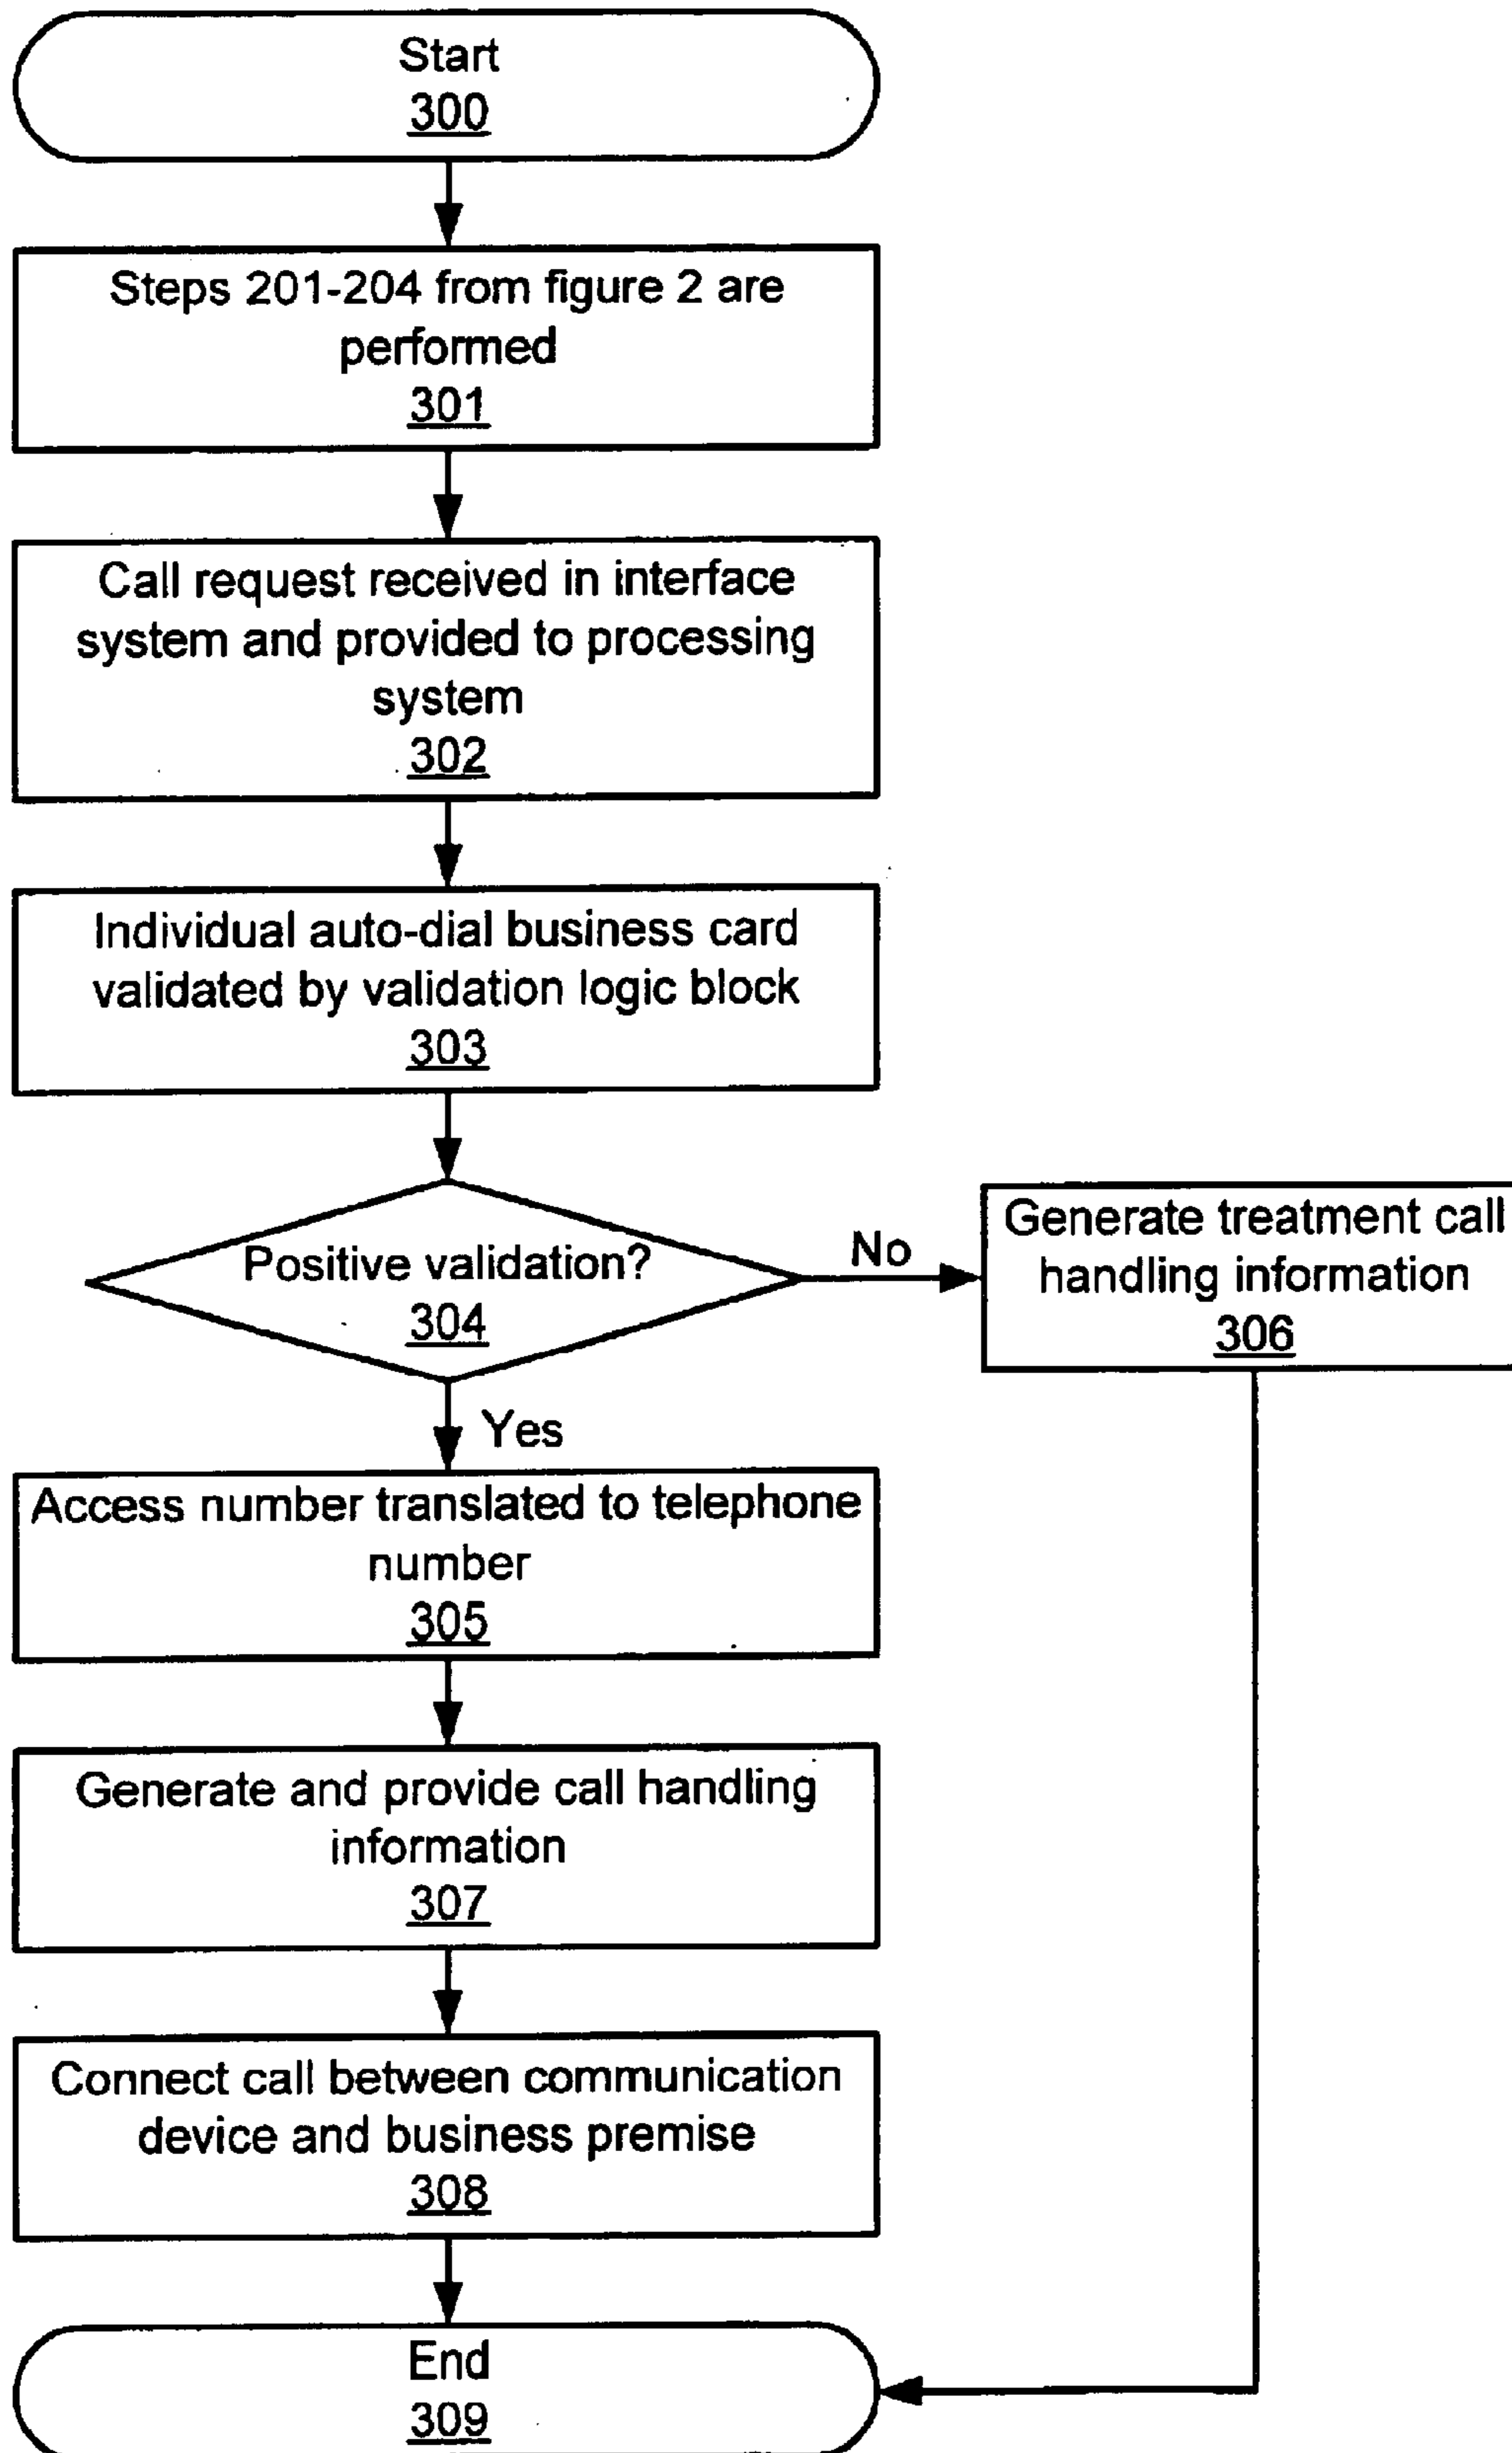 Start
300
Steps 201-204 from figure 2 are
performed
301
Call request received in interface
system and provided to processing
system
302
Individual auto-dial business card
validated by validation logic block
303
Positive validation?
304
No
Generate treatment call
handling information
306
Yes
Access number translated to telephone
number
305
Generate and provide call handling
information
307
Connect call between communication
device and business premise
308
End
309